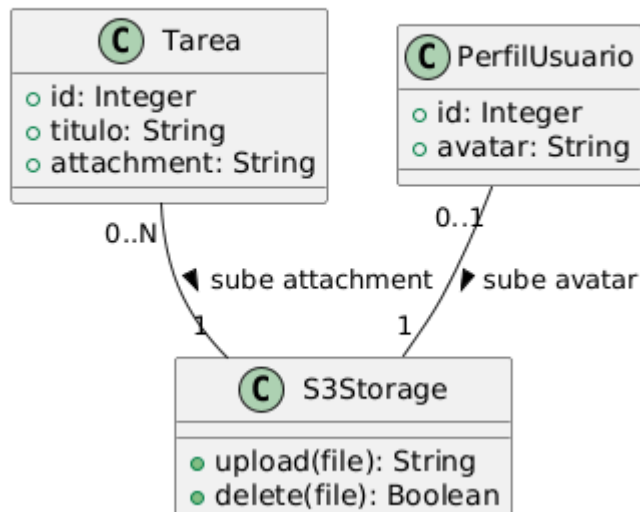 C Tarea
id: Integer
titulo: String
attachment: String
C PerfilUsuario
id: Integer
avatar: String
0..N
0..1
sube attachment
sube avatar
1
1
C S3Storage
upload(file): String
delete(file): Boolean